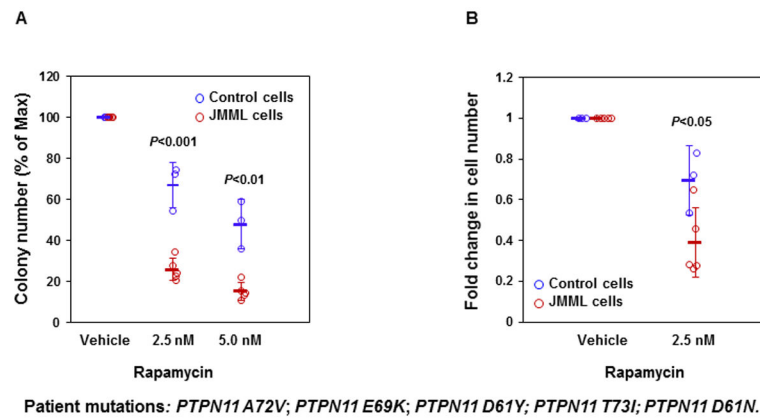 A
B
Colony number (% of Max)
120
100
80
60
40
20
0
Control cells
JMML cells
P<0.001
P<0.01
Vehicle 2.5 nM 5.0 nM
Rapamycin
Fold change in cell number
1.2
1
0.8
0.6
0.4
0.2
0
P<0.05
Control cells
JMML cells
Vehicle 2.5 nM
Rapamycin
Patient mutations: PTPN11 A72V; PTPN11 E69K; PTPN11 D61Y; PTPN11 T73I; PTPN11 D61N.